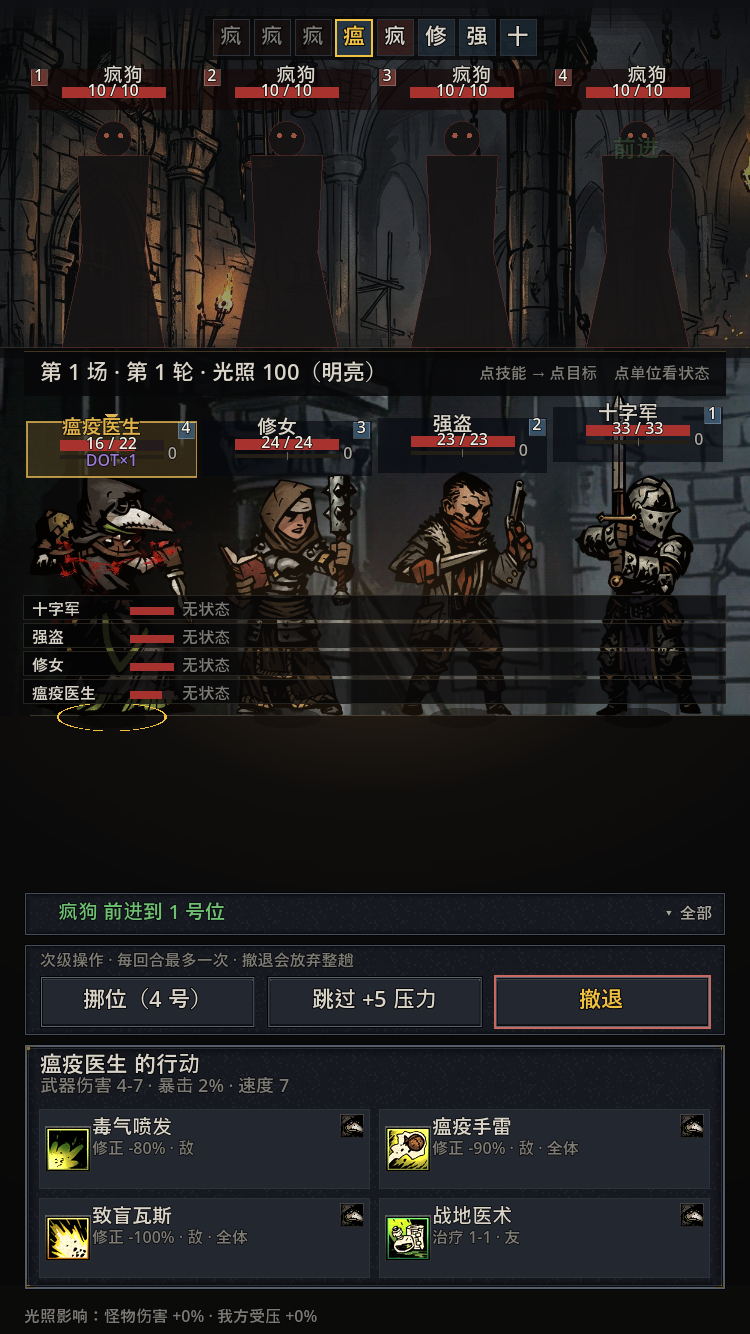 疯 疯 疯 瘟 疯 修 强 十
1 疯狗 2 疯狗 3 疯狗 4 疯狗
10 / 10 10 / 10 10 / 10 10 / 10
前进
第 1 场 · 第 1 轮 · 光照 100（明亮） 点技能 → 点目标 点单位看状态
瘟疫医生 4 修女 3 强盗 2 十字军 1
16 / 22 0 24 / 24 0 23 / 23 0 33 / 33 0
DOT×1
十字军 无状态
强盗 无状态
修女 无状态
瘟疫医生 无状态
疯狗 前进到 1 号位 ▾ 全部
次级操作 · 每回合最多一次 · 撤退会放弃整趟
挪位（4 号） 跳过 +5 压力 撤退
瘟疫医生 的行动
武器伤害 4-7 · 暴击 2% · 速度 7
毒气喷发
修正 -80% · 敌
瘟疫手雷
修正 -90% · 敌 · 全体
致盲瓦斯
修正 -100% · 敌 · 全体
战地医术
治疗 1-1 · 友
光照影响：怪物伤害 +0% · 我方受压 +0%